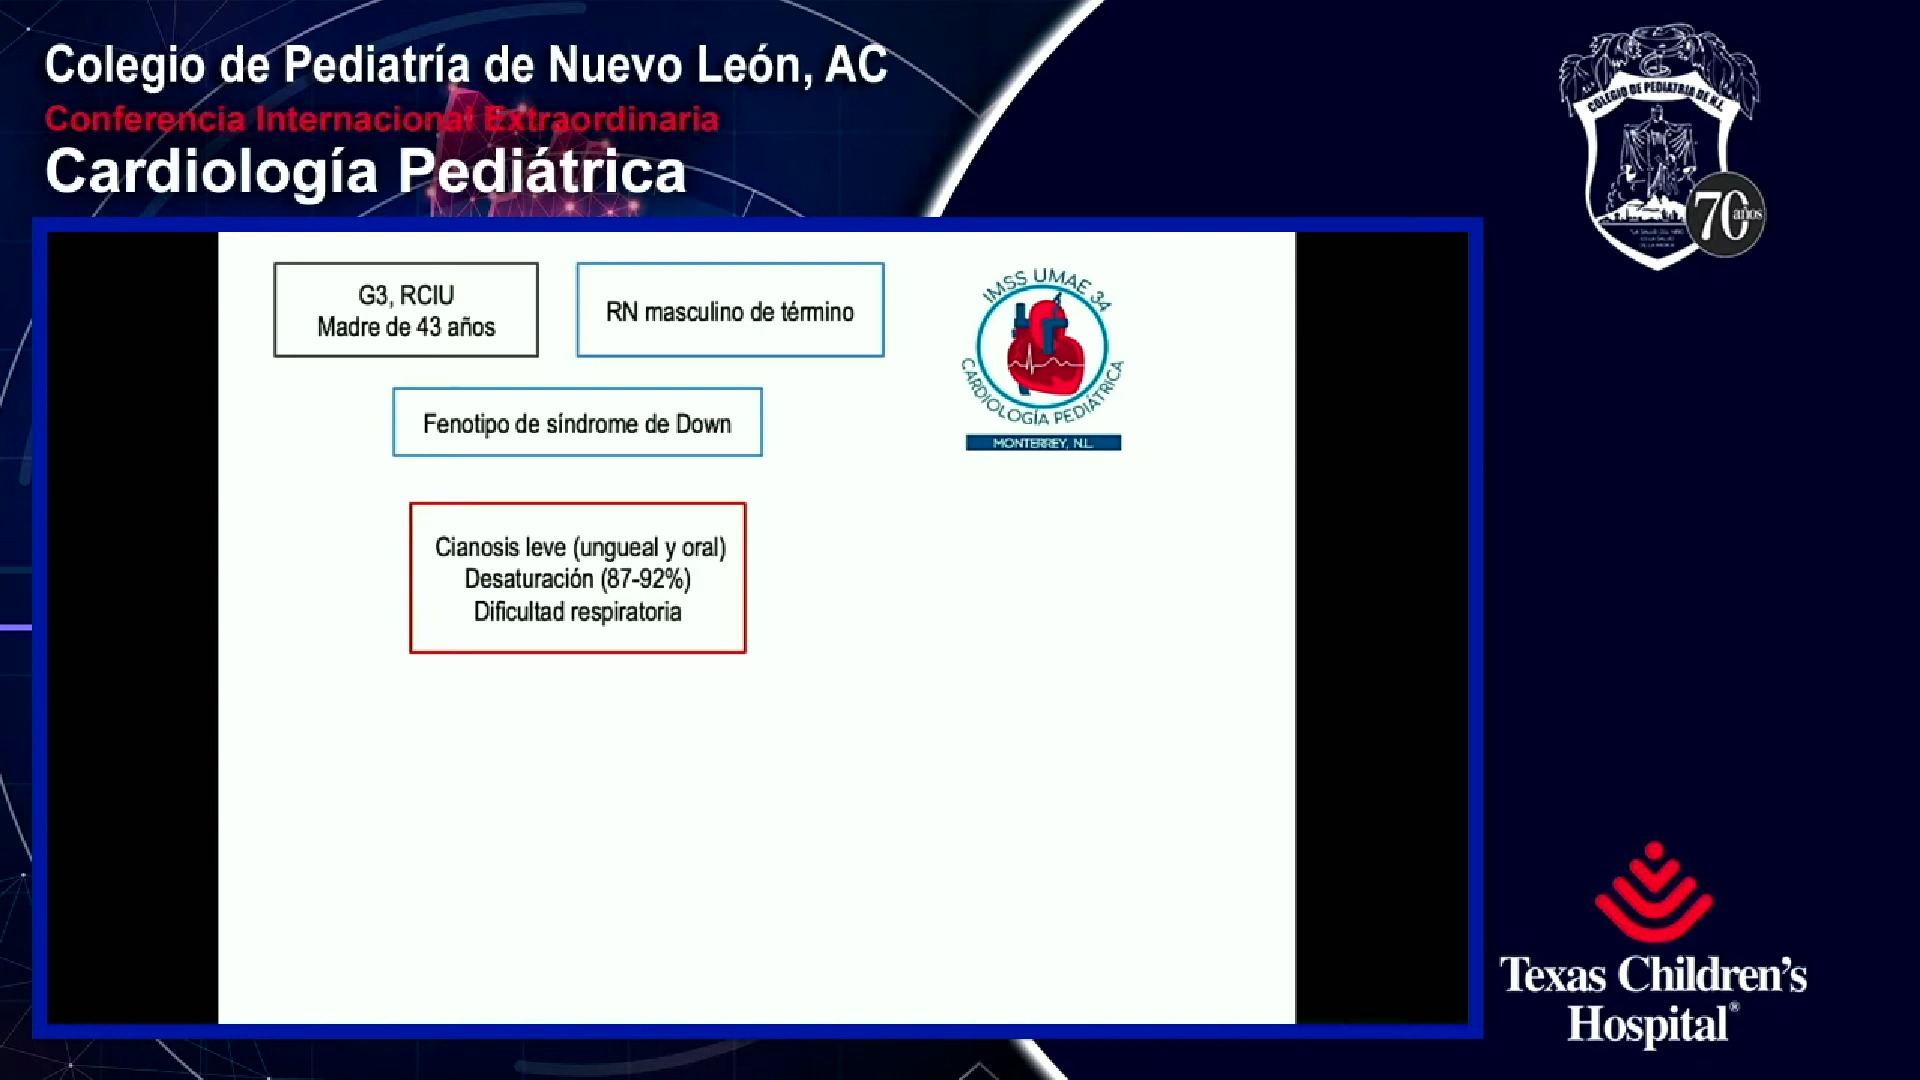 Colegio de Pediatría de Nuevo León, AC
Conferencia Internacional Extraordinaria
Cardiología Pediátrica
COLEGIO DE PEDIATRIA DE N.L.
70 años
G3, RCIU
Madre de 43 años
RN masculino de término
IMSS UMAE 34
CARDIOLOGÍA PEDIÁTRICA
MONTERREY, N.L.
Fenotipo de síndrome de Down
Cianosis leve (ungueal y oral)
Desaturación (87-92%)
Dificultad respiratoria
Texas Children's
Hospital®